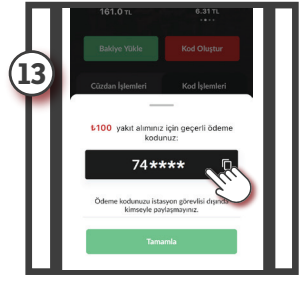 161.0 TL 6.31 TL
Bakiye Yükle Kod Oluştur
13
Cüzdan İşlemleri Kod İşlemleri
₺100 yakıt alımınız için geçerli ödeme
kodunuz:
74****
Ödeme kodunuzu istasyon görevlisi dışında
kimseyle paylaşmayınız.
Tamamla